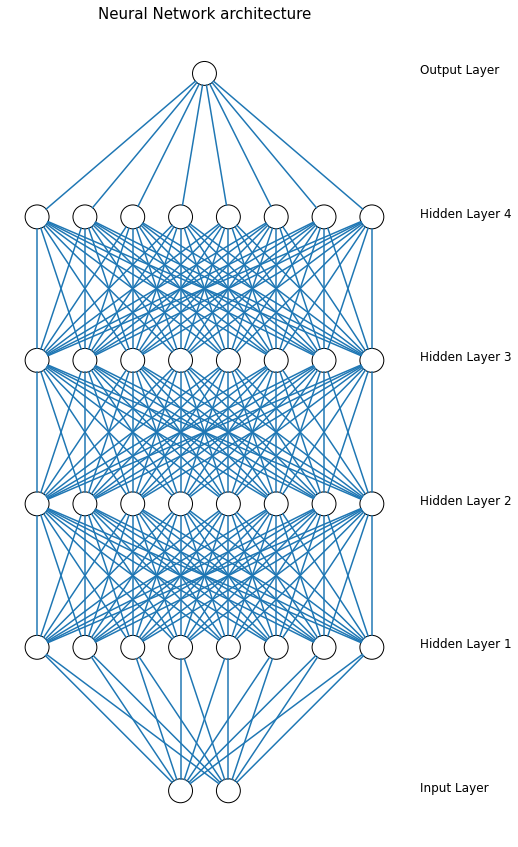 Neural Network architecture
Output Layer
Hidden Layer 4
Hidden Layer 3
Hidden Layer 2
Hidden Layer 1
Input Layer